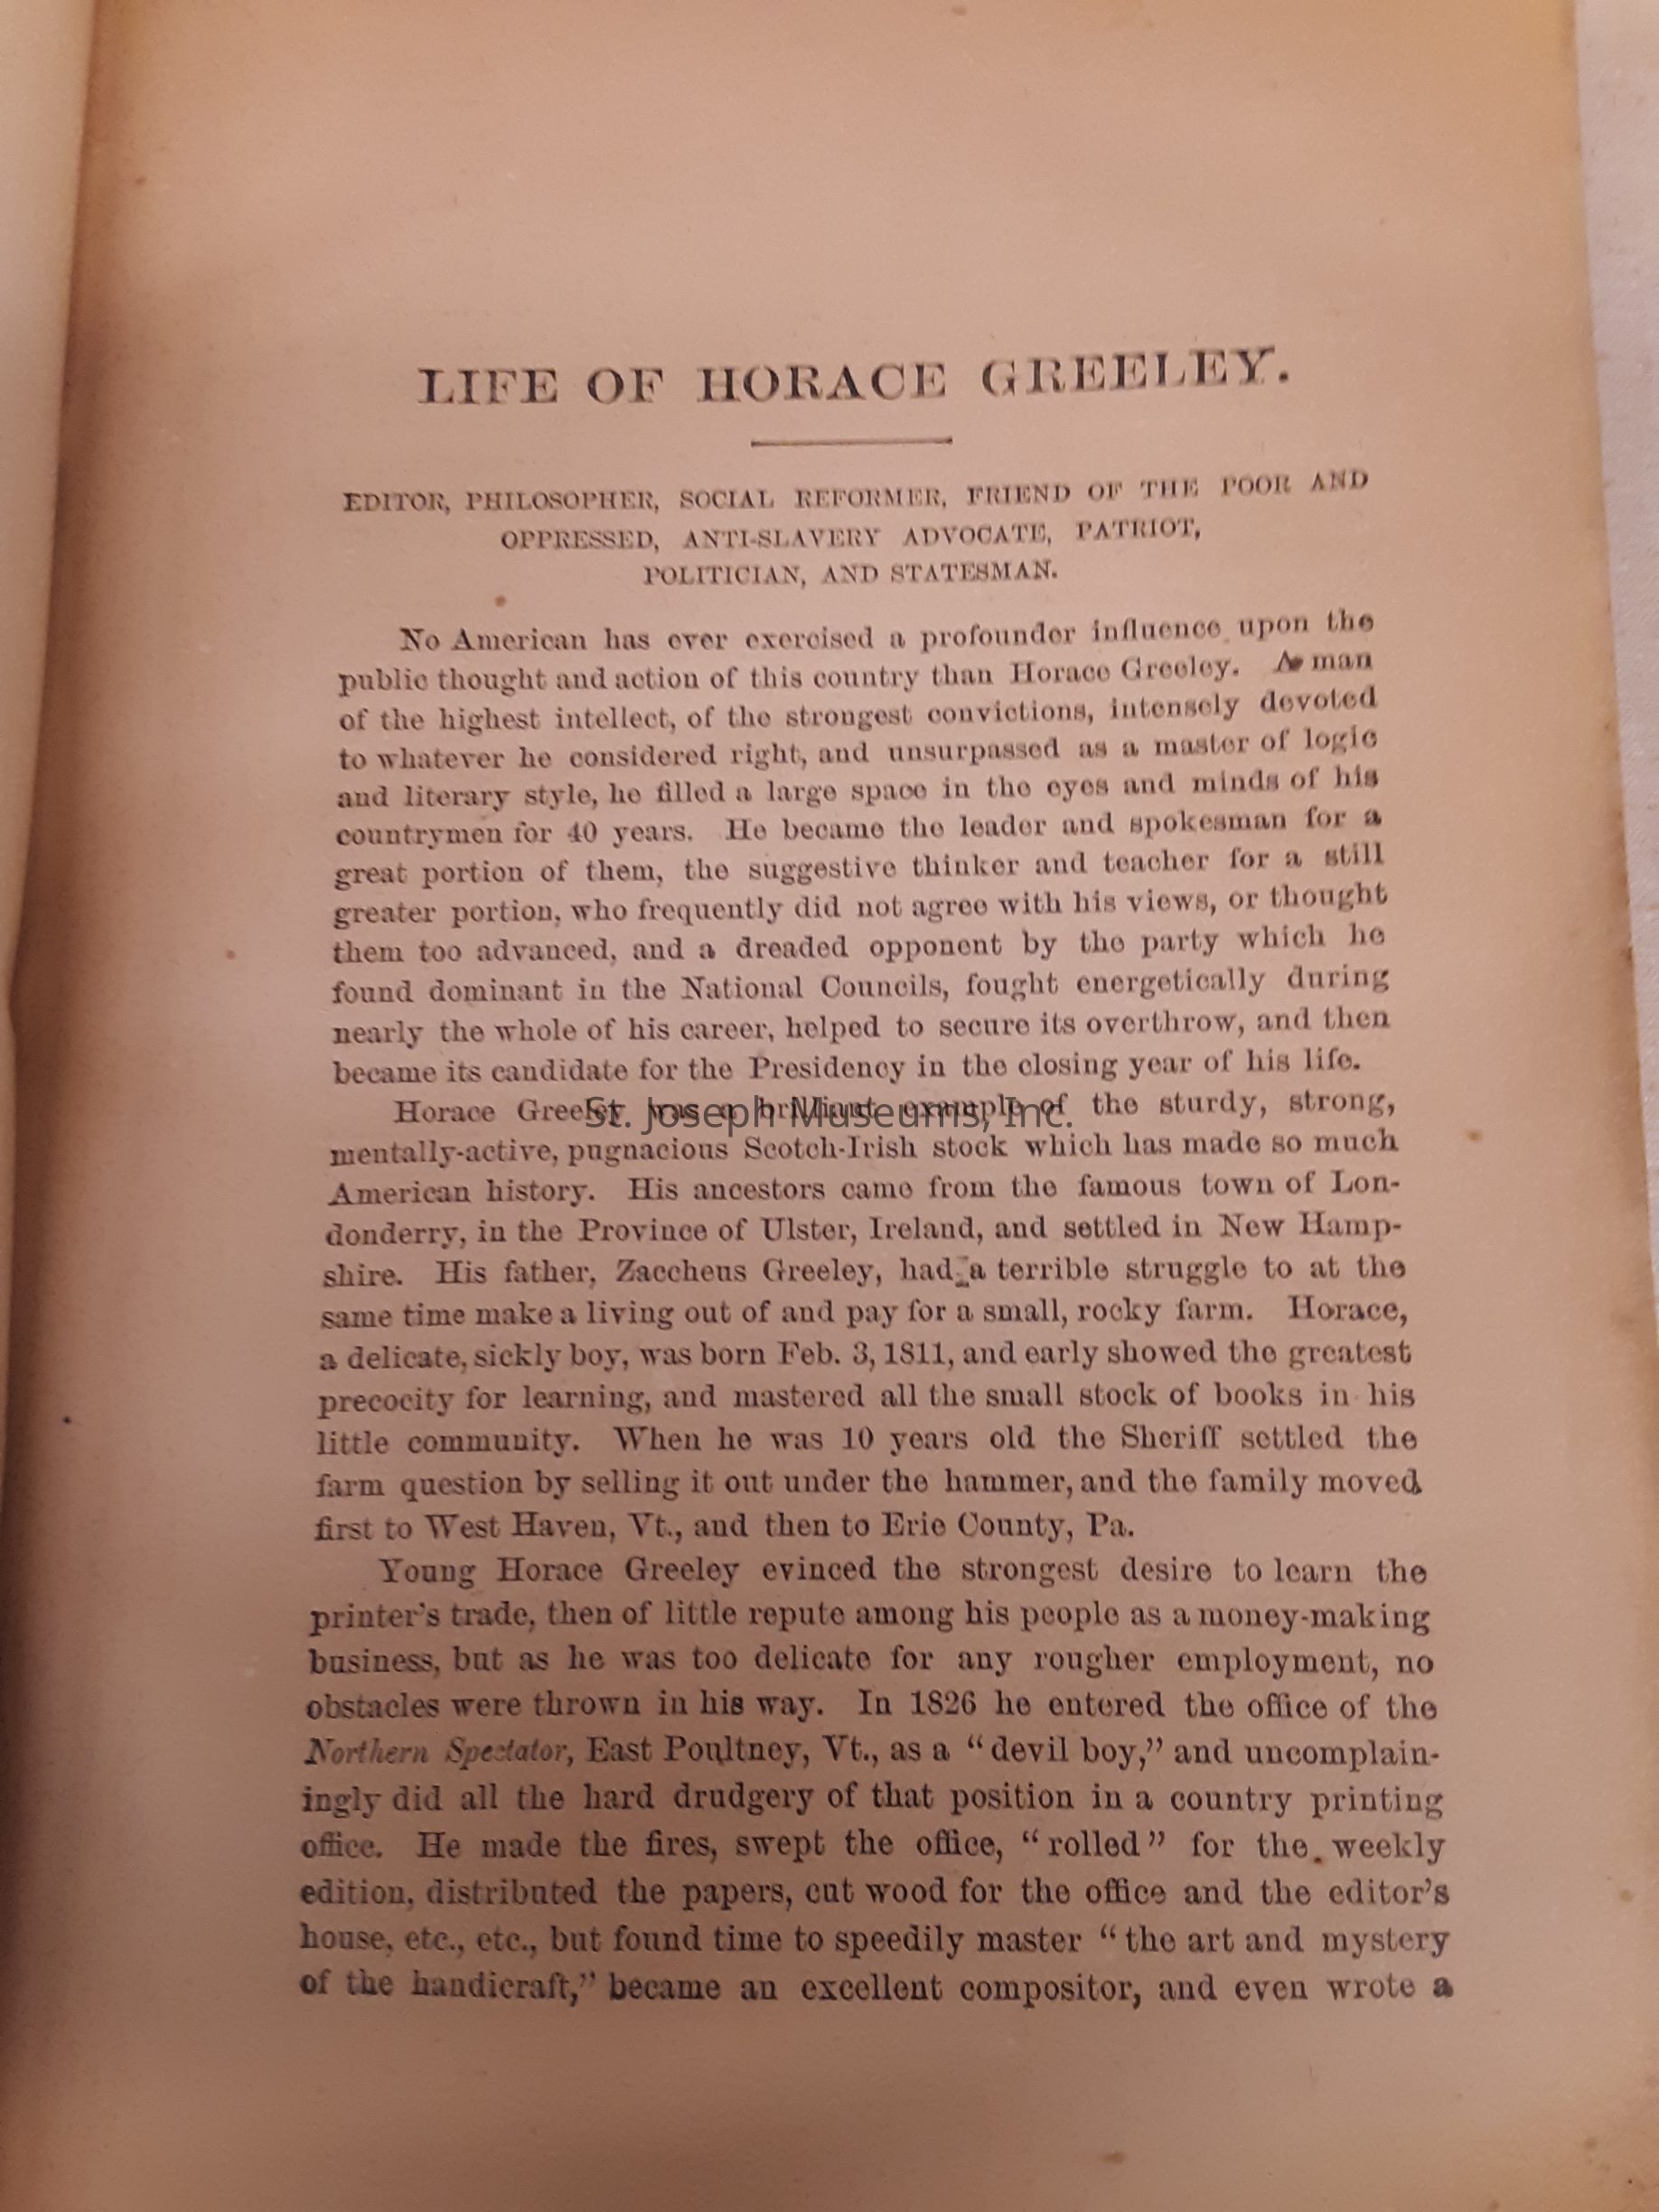 LIFE OF HORACE GREELEY.
EDITOR, PHILOSOPHER, SOCIAL REFORMER, FRIEND OF THE POOR AND
OPPRESSED, ANTI-SLAVERY ADVOCATE, PATRIOT,
POLITICIAN, AND STATESMAN.
No American has ever exercised a profounder influence upon the
public thought and action of this country than Horace Greeley. A man
of the highest intellect, of the strongest convictions, intensely devoted
to whatever he considered right, and unsurpassed as a master of logic
and literary style, he filled a large space in the eyes and minds of his
countrymen for 40 years. He became the leader and spokesman for a
great portion of them, the suggestive thinker and teacher for a still
greater portion, who frequently did not agree with his views, or thought
them too advanced, and a dreaded opponent by the party which he
found dominant in the National Councils, fought energetically during
nearly the whole of his career, helped to secure its overthrow, and then
became its candidate for the Presidency in the closing year of his life.
Horace Greeley was a brilliant example of the sturdy, strong,
St. Joseph Museums, Inc.
mentally-active, pugnacious Scotch-Irish stock which has made so much
American history. His ancestors came from the famous town of Lon-
donderry, in the Province of Ulster, Ireland, and settled in New Hamp-
shire. His father, Zaccheus Greeley, had a terrible struggle to at the
same time make a living out of and pay for a small, rocky farm. Horace,
a delicate, sickly boy, was born Feb. 3, 1811, and early showed the greatest
precocity for learning, and mastered all the small stock of books in his
little community. When he was 10 years old the Sheriff settled the
farm question by selling it out under the hammer, and the family moved
first to West Haven, Vt., and then to Erie County, Pa.
Young Horace Greeley evinced the strongest desire to learn the
printer's trade, then of little repute among his people as a money-making
business, but as he was too delicate for any rougher employment, no
obstacles were thrown in his way. In 1826 he entered the office of the
Northern Spectator, East Poultney, Vt., as a "devil boy," and uncomplain-
ingly did all the hard drudgery of that position in a country printing
office. He made the fires, swept the office, "rolled" for the weekly
edition, distributed the papers, cut wood for the office and the editor's
house, etc., etc., but found time to speedily master "the art and mystery
of the handicraft," became an excellent compositor, and even wrote a